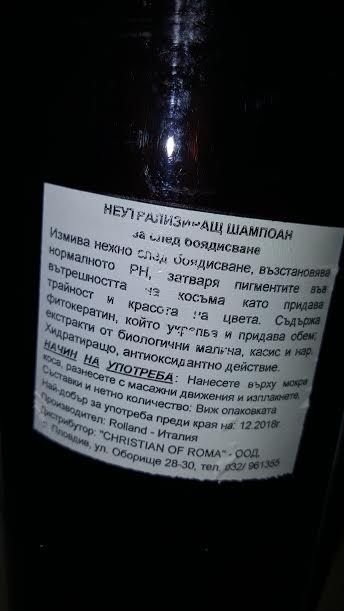 НЕУТРАЛИЗИРАЩ ШАМПОАН
за след боядисване
Измива нежно след боядисване, възстановява
нормалното PH, затваря пигментите във
вътрешността на косъма като придава
трайност и красота на цвета. Съдържа
фитокератин, който укрепва и придава обем;
екстракти от биологични малина, касис и нар.
Хидратиращо, антиоксидантно действие.
НАЧИН НА УПОТРЕБА: Нанесете върху мокра
коса, разнесете с масажни движения и изплакнете.
Съставки и нетно количество: Виж опаковката
Най-добър за употреба преди края на: 12.2018г.
Производител: Rolland - Италия
Дистрибутор: "CHRISTIAN OF ROMA" - ООД,
Пловдив, ул. Оборище 28-30, тел. 032/ 961355